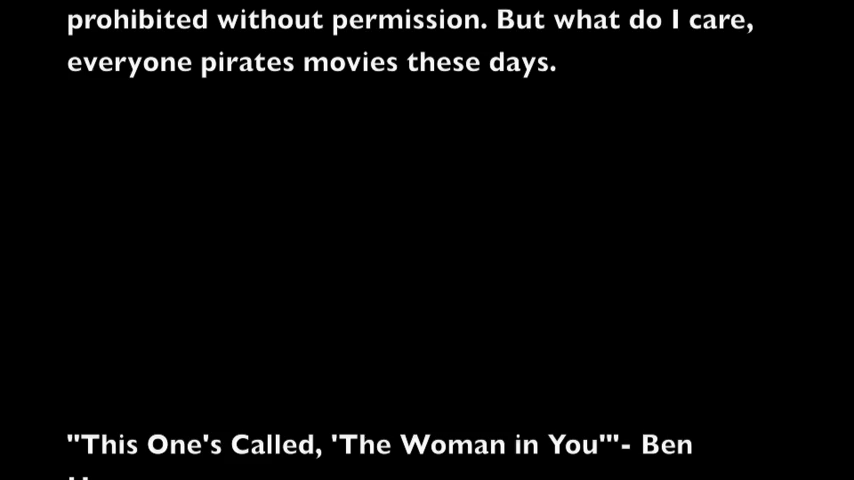 prohibited without permission. But what do I care,
everyone pirates movies these days.
"This One's Called, 'The Woman in You'"- Ben